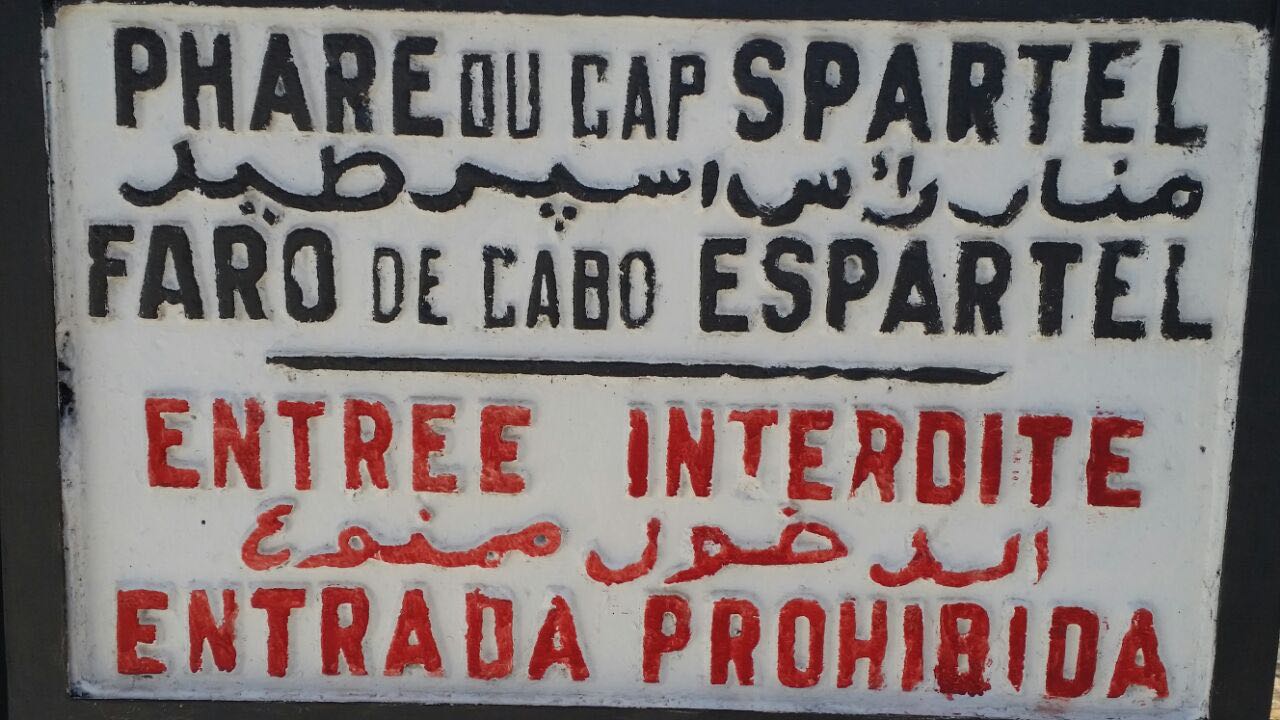 PHARE DU CAP SPARTEL
منار رأس اسپرطيل
FARO DE CABO ESPARTEL
ENTREE INTERDITE
الدخول ممنوع
ENTRADA PROHIBIDA